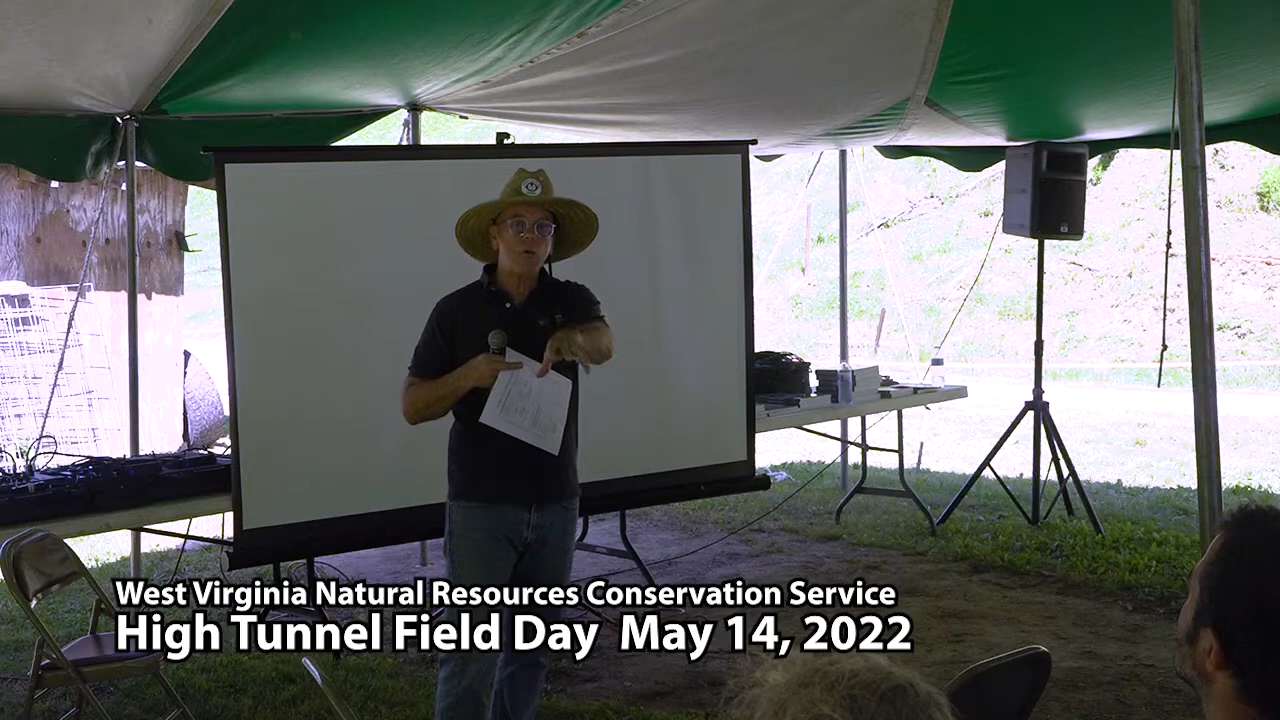 West Virginia Natural Resources Conservation Service
High Tunnel Field Day  May 14, 2022